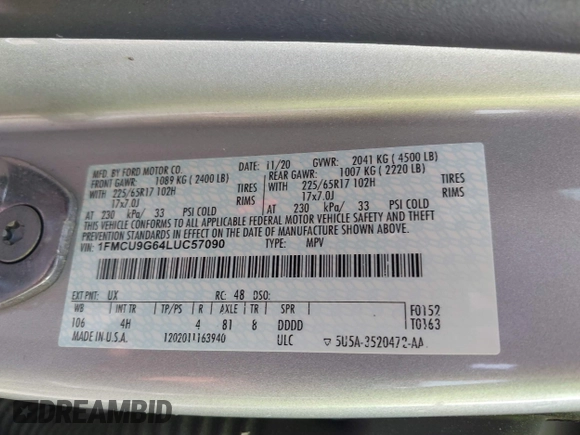 MFD. BY FORD MOTOR CO. 11/20 GVWR: 2041 KG ( 4500 LB)
FRONT GAWR: 1089 KG ( 2400 LB) REAR GAWR: 1007 KG ( 2220 LB)
WITH 225/65R17 102H TIRES WITH 225/65R17 102H TIRES
17x7.0J RIMS 17x7.0J RIMS
AT 230 kPa/ 33 PSI COLD AT 230 kPa/ 33 PSI COLD
THIS VEHICLE CONFORMS TO ALL APPLICABLE FEDERAL MOTOR VEHICLE SAFETY AND THEFT
PREVENTION STANDARDS IN EFFECT ON THE DATE OF MANUFACTURE SHOWN ABOVE.
VIN: 1FMCU9G64LUC57090 TYPE: MPV
EXT PNT: UX RC: 48 DSO:
WB INT TR TP/PS R AXLE TR SPR F0152
106 4H 4 81 8 DDDD T0163
MADE IN U.S.A. 1202011163940 ULC ▽ 5U5A-3520472-AA
DREAMBID